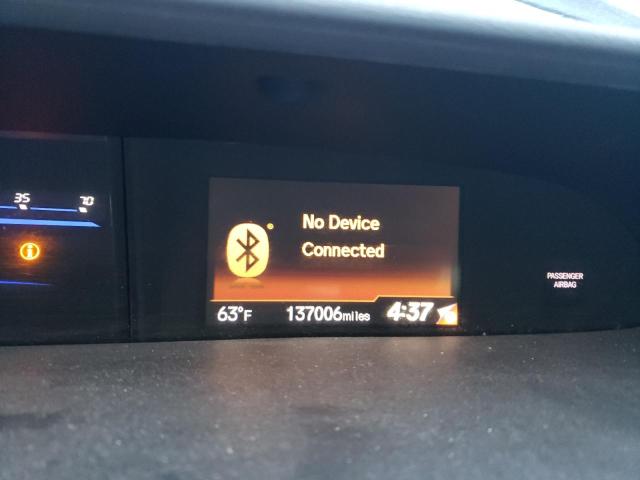 35 70
No Device
Connected
63°F 137006miles 4:37
PASSENGER
AIRBAG